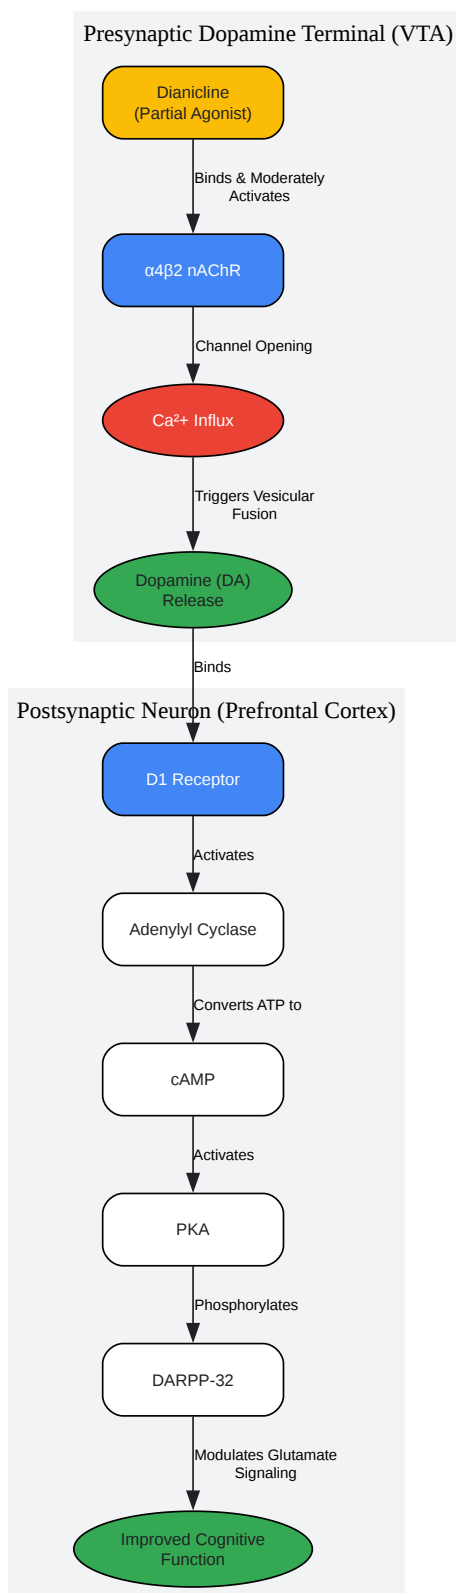 Presynaptic Dopamine Terminal (VTA)
Dianicline
(Partial Agonist)
Binds & Moderately
Activates
α4β2 nAChR
Channel Opening
Ca²+ Influx
Triggers Vesicular
Fusion
Dopamine (DA)
Release
Binds
Postsynaptic Neuron (Prefrontal Cortex)
D1 Receptor
Activates
Adenylyl Cyclase
Converts ATP to
cAMP
Activates
PKA
Phosphorylates
DARPP-32
Modulates Glutamate
Signaling
Improved Cognitive
Function